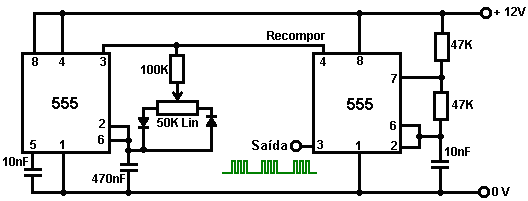 + 12V
8 4 3
Recompor
4 8
47K
100K
7
555
555
47K
50K Lin
2
6
6
5 1
Saída
3 1 2
10nF
10nF
470nF
0 V